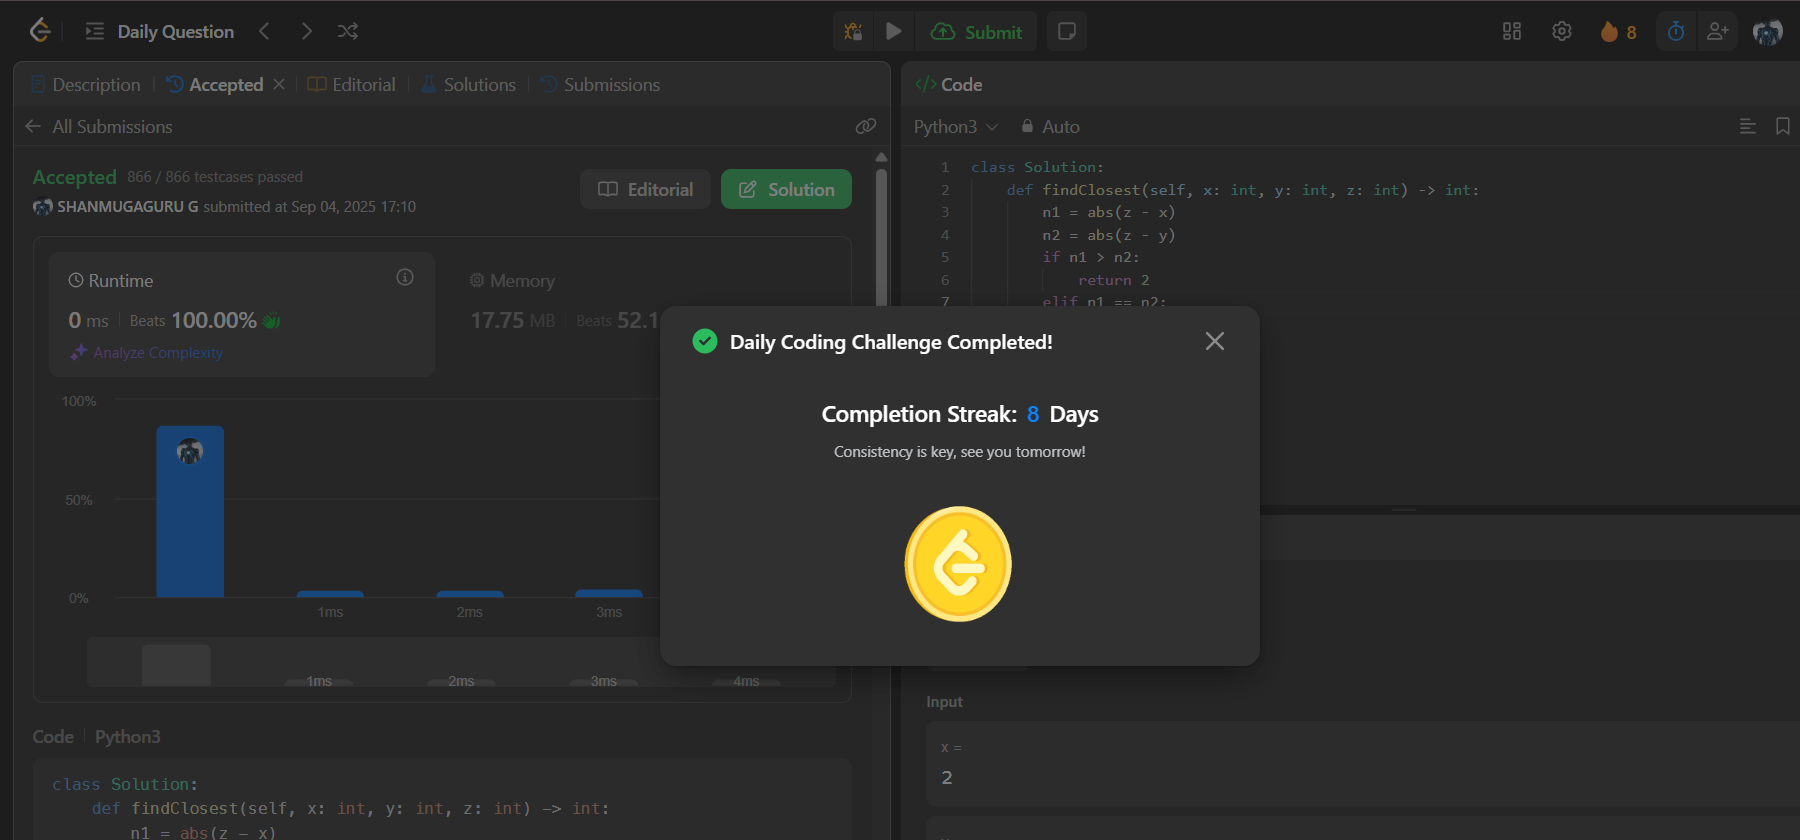 Daily Question
Submit
8
Description
Accepted
Editorial
Solutions
Submissions
All Submissions
Accepted 866 / 866 testcases passed
SHANMUGAGURU G submitted at Sep 04, 2025 17:10
Editorial
Solution
Runtime
0 ms Beats 100.00%
Analyze Complexity
Memory
17.75 MB Beats 52.1
100%
50%
0%
1ms 2ms 3ms
1ms 2ms 3ms 4ms
Code Python3
class Solution:
def findClosest(self, x: int, y: int, z: int) -> int:
n1 = abs(z - x)
</> Code
Python3 Auto
1 class Solution:
2 def findClosest(self, x: int, y: int, z: int) -> int:
3 n1 = abs(z - x)
4 n2 = abs(z - y)
5 if n1 > n2:
6 return 2
7 elif n1 == n2:
Daily Coding Challenge Completed!
Completion Streak: 8 Days
Consistency is key, see you tomorrow!
Input
x =
2